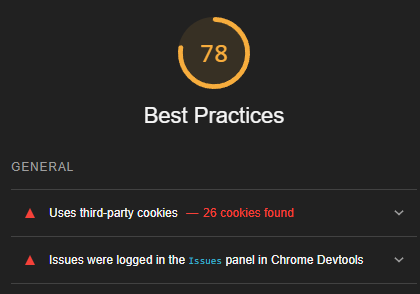 78
Best Practices
GENERAL
Uses third-party cookies — 26 cookies found
Issues were logged in the Issues panel in Chrome Devtools